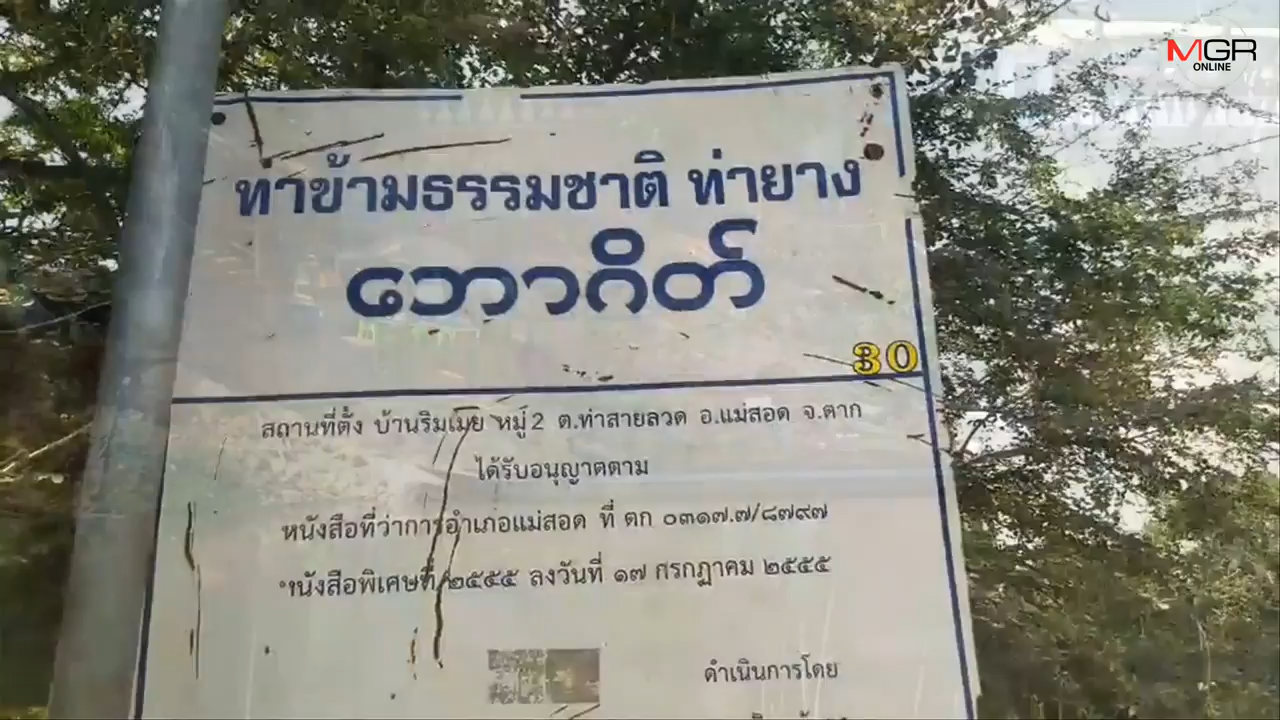 MGR
ONLINE
ท่าข้ามธรรมชาติ ท่ายาง
ဘောဂိတ်
30
สถานที่ตั้ง บ้านริมเมย หมู่ 2 ต.ท่าสายลวด อ.แม่สอด จ.ตาก
ได้รับอนุญาตตาม
หนังสือที่ว่าการอำเภอแม่สอด ที่ ตก ๐๓๑๗.๗/๘๗๙๗
หนังสือพิเศษที่/๒๕๕๕ ลงวันที่ ๑๗ กรกฎาคม ๒๕๕๕
ดำเนินการโดย